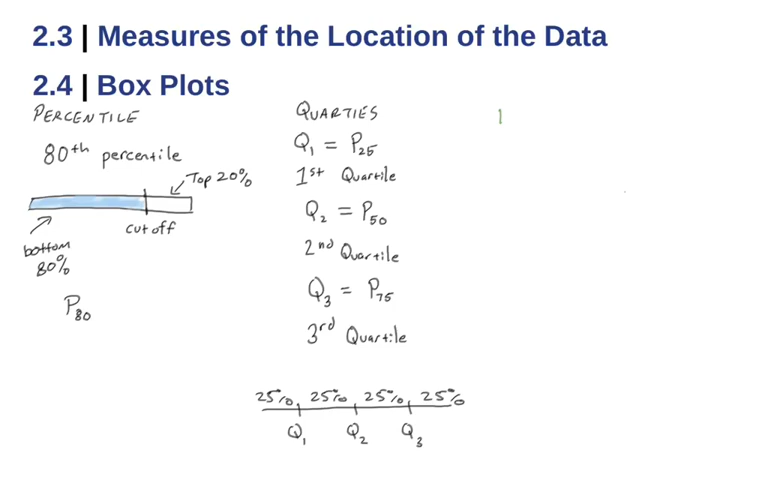 2.3 | Measures of the Location of the Data
2.4 | Box Plots
PERCENTILE
80th percentile
Top 20%
cut off
bottom
80%
P80
QUARTIES
Q1 = P25
1st Quartile
Q2 = P50
2nd Quartile
Q3 = P75
3rd Quartile
25% 25% 25% 25%
Q1 Q2 Q3